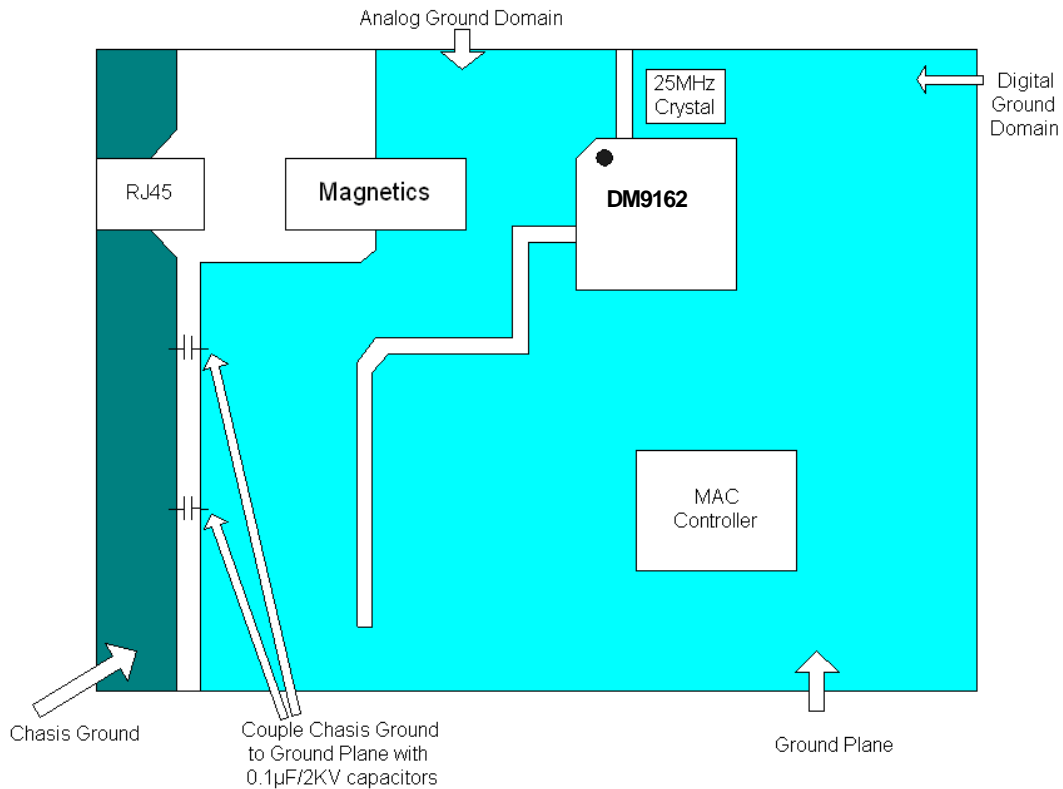 Analog Ground Domain
25MHz
Crystal
Digital
Ground
Domain
RJ45
Magnetics
DM9162
MAC
Controller
Chasis Ground
Couple Chasis Ground
to Ground Plane with
0.1µF/2KV capacitors
Ground Plane